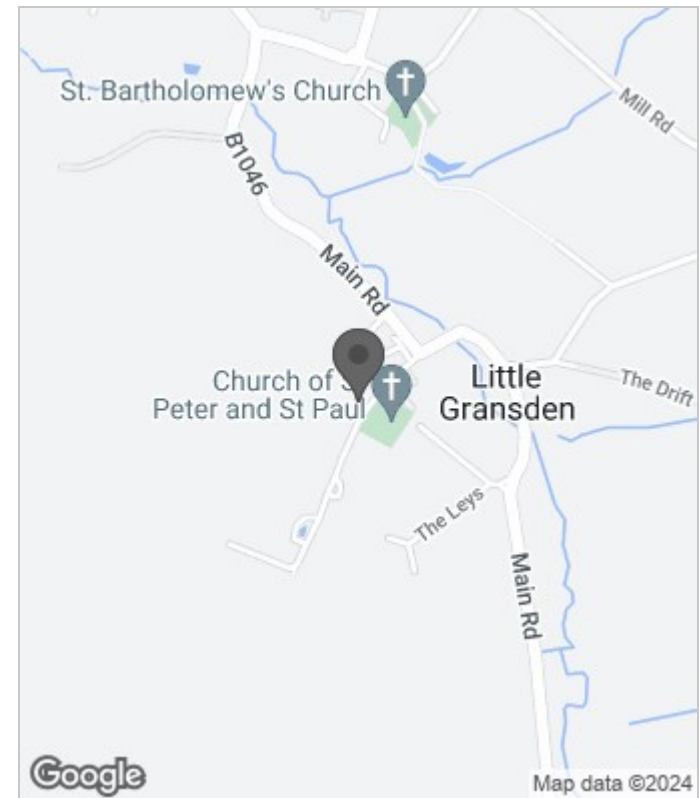 St. Bartholomew's Church
Mill Rd
B1046
Main Rd
Church of S
Peter and St Paul
Little
Gransden
The Drift
The Leys
Main Rd
Google
Map data ©2024